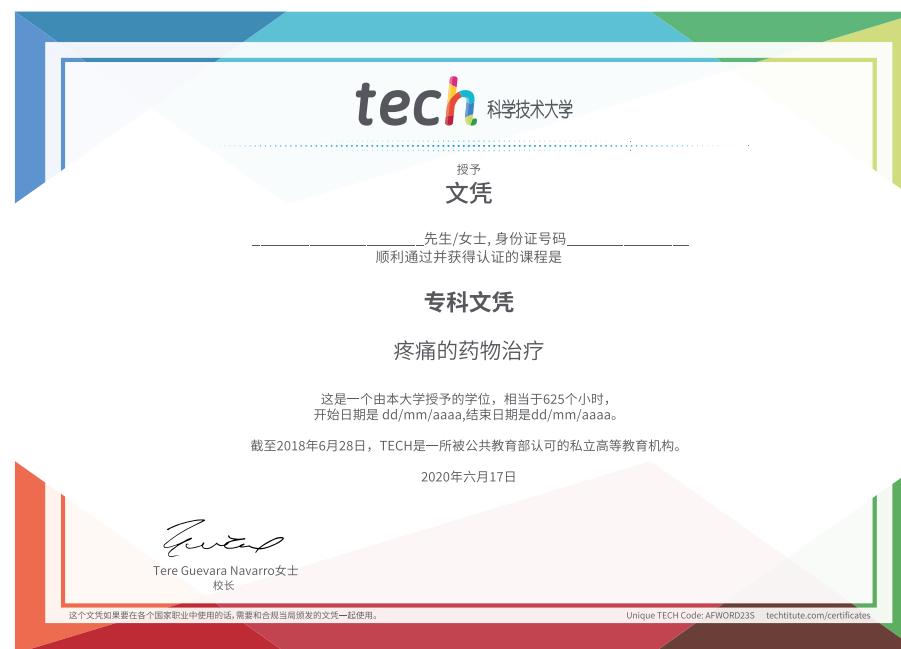 tech 科学技术大学
授予
文凭
_____________________先生/女士, 身份证号码_______________
顺利通过并获得认证的课程是
专科文凭
疼痛的药物治疗
这是一个由本大学授予的学位，相当于625个小时，
开始日期是 dd/mm/aaaa,结束日期是dd/mm/aaaa。
截至2018年6月28日，TECH是一所被公共教育部认可的私立高等教育机构。
2020年六月17日
Tere Guevara Navarro女士
校长
这个文凭如果要在各个国家职业中使用的话, 需要和合规当局颁发的文凭一起使用。
Unique TECH Code: AFWORD23S techtitute.com/certificates